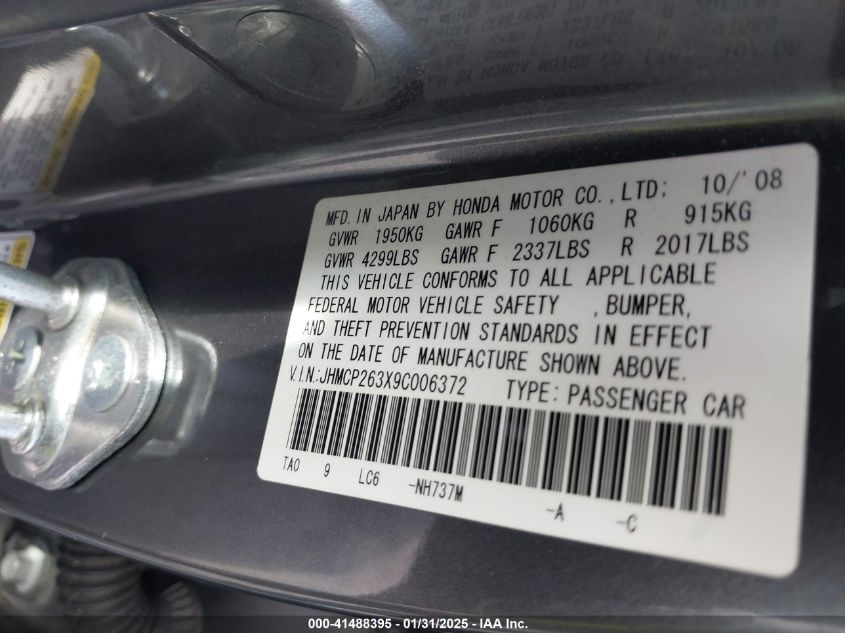 MFD. IN JAPAN BY HONDA MOTOR CO.,LTD; 10/'08
GVWR 1950KG GAWR F 1060KG R 915KG
GVWR 4299LBS GAWR F 2337LBS R 2017LBS
THIS VEHICLE CONFORMS TO ALL APPLICABLE
FEDERAL MOTOR VEHICLE SAFETY , BUMPER,
AND THEFT PREVENTION STANDARDS IN EFFECT
ON THE DATE OF MANUFACTURE SHOWN ABOVE.
V.I.N:JHMCP263X9C006372 TYPE: PASSENGER CAR
TA0 9 LC6 -NH737M -A -C
000-41488395 - 01/31/2025 - IAAI.com